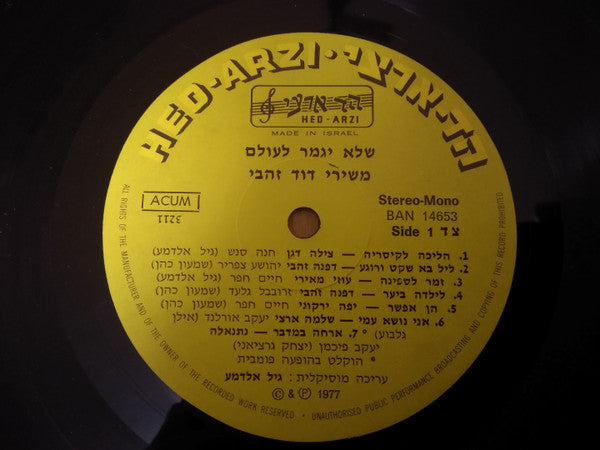 HED-ARZI · הד-ארצי
הד ארצי
HED-ARZI
MADE IN ISRAEL
שלא יגמר לעולם
משירי דוד זהבי
ACUM
3211
Stereo-Mono
BAN 14653
Side 1 צד
1. הליכה לקיסריה — צילה דגן חנה סנש (גיל אלדמע)
2. ליל בא שקט ורוגע — דפנה זהבי יהושע צפריר (שמעון כהן)
3. זמר לספינה — עוזי מאירי חיים חפר (גיל אלדמע)
4. לילדה ביער — דפנה זהבי זרובבל גלעד (שמעון כהן)
5. הן אפשר — יפה ירקוני חיים חפר (שמעון כהן)
6. אני נושא עמי — שלמה ארצי יעקב אורלנד (אילן
גלבוע) ° 7. ארחה במדבר — נתנאלה
יעקב פיכמן (יצחק גרציאני)
° הוקלט בהופעה פומבית
עריכה מוסיקלית: גיל אלדמע
© & ℗ 1977
ALL RIGHTS OF THE MANUFACTURER AND OF THE OWNER OF THE RECORDED WORK RESERVED · UNAUTHORISED PUBLIC PERFORMANCE BROADCASTING AND COPYING OF THIS RECORD PROHIBITED